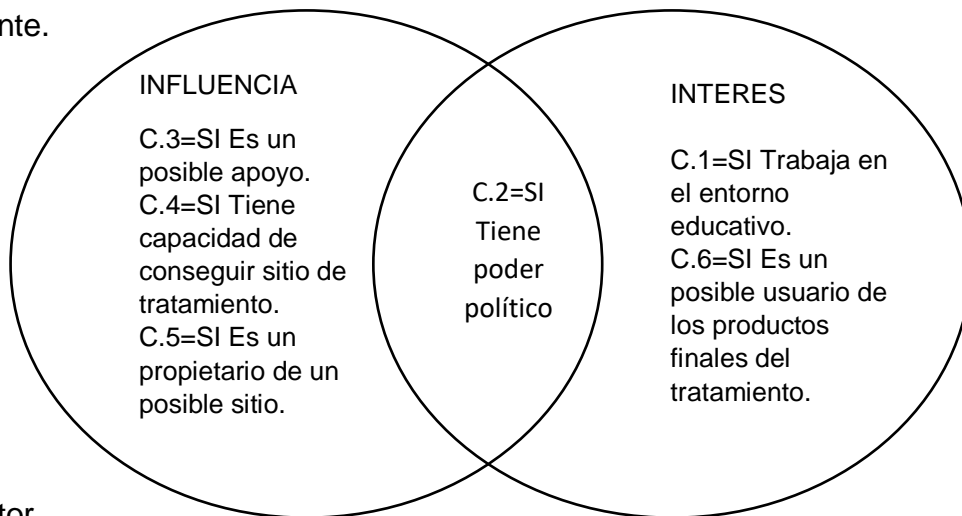 nte.
INFLUENCIA
C.3=SI Es un
posible apoyo.
C.4=SI Tiene
capacidad de
conseguir sitio de
tratamiento.
C.5=SI Es un
propietario de un
posible sitio.
C.2=SI
Tiene
poder
político
INTERES
C.1=SI Trabaja en
el entorno
educativo.
C.6=SI Es un
posible usuario de
los productos
finales del
tratamiento.
tor